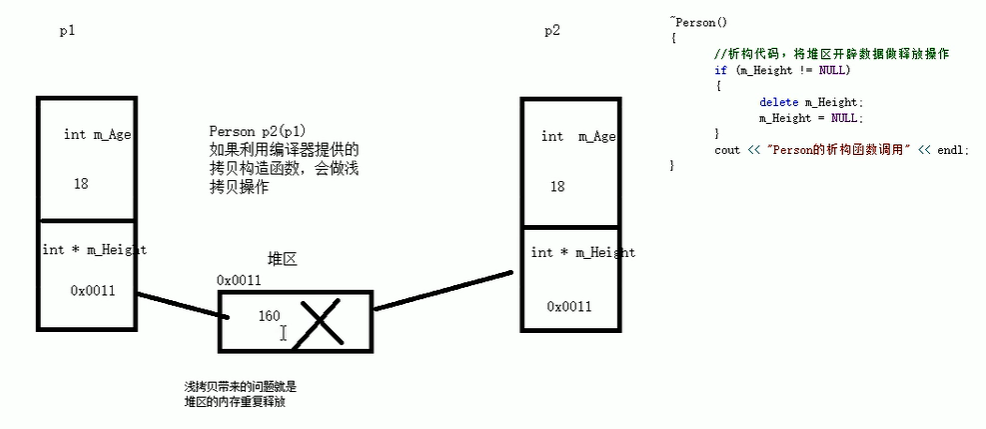 p1
int m_Age
18
int * m_Height
0x0011
Person p2(p1)
如果利用编译器提供的
拷贝构造函数，会做浅
拷贝操作
堆区
0x0011
160
浅拷贝带来的问题就是
堆区的内存重复释放
p2
int m_Age
18
int * m_Height
0x0011
~Person()
{
//析构代码，将堆区开辟数据做释放操作
if (m_Height != NULL)
{
delete m_Height;
m_Height = NULL;
}
cout << "Person的析构函数调用" << endl;
}